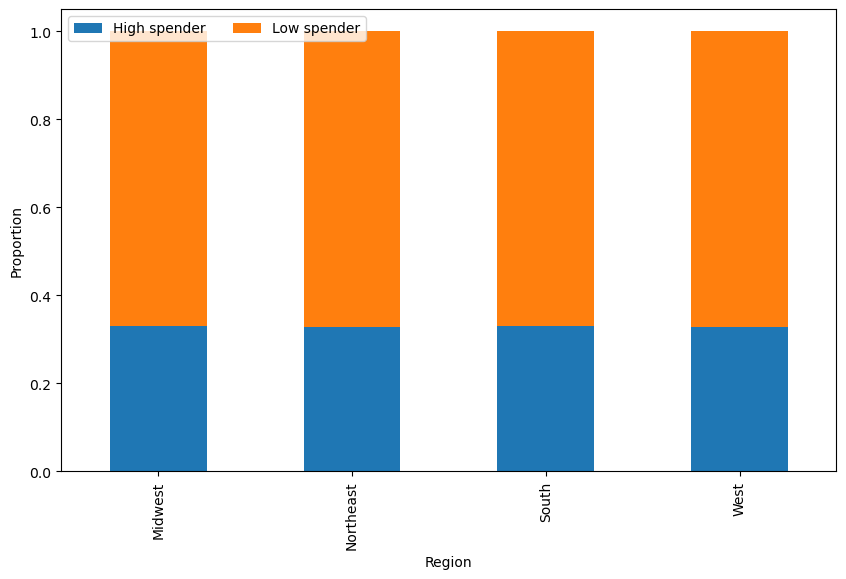 High spender Low spender
1.0
0.8
0.6
0.4
0.2
0.0
Proportion
Midwest
Northeast
South
West
Region